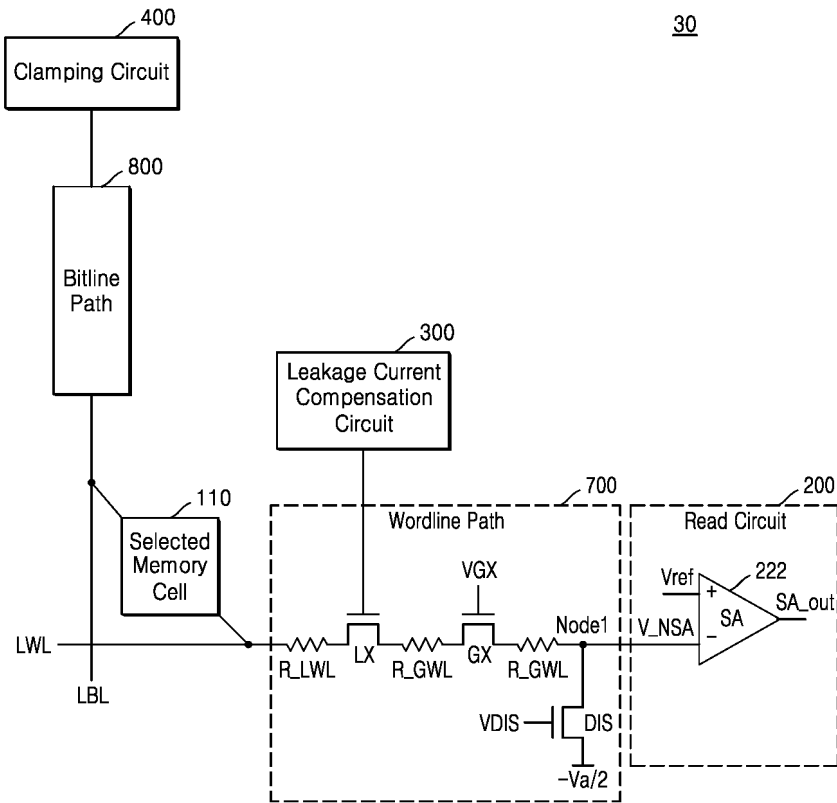 400
30
Clamping Circuit
800
Bitline
Path
300
Leakage Current
Compensation
Circuit
110
Selected
Memory
Cell
700
Wordline Path
200
Read Circuit
VGX
Vref
+
222
SA
SA_out
Node1
V_NSA
−
LWL
R_LWL
LX
R_GWL
GX
R_GWL
LBL
VDIS
DIS
−Va/2